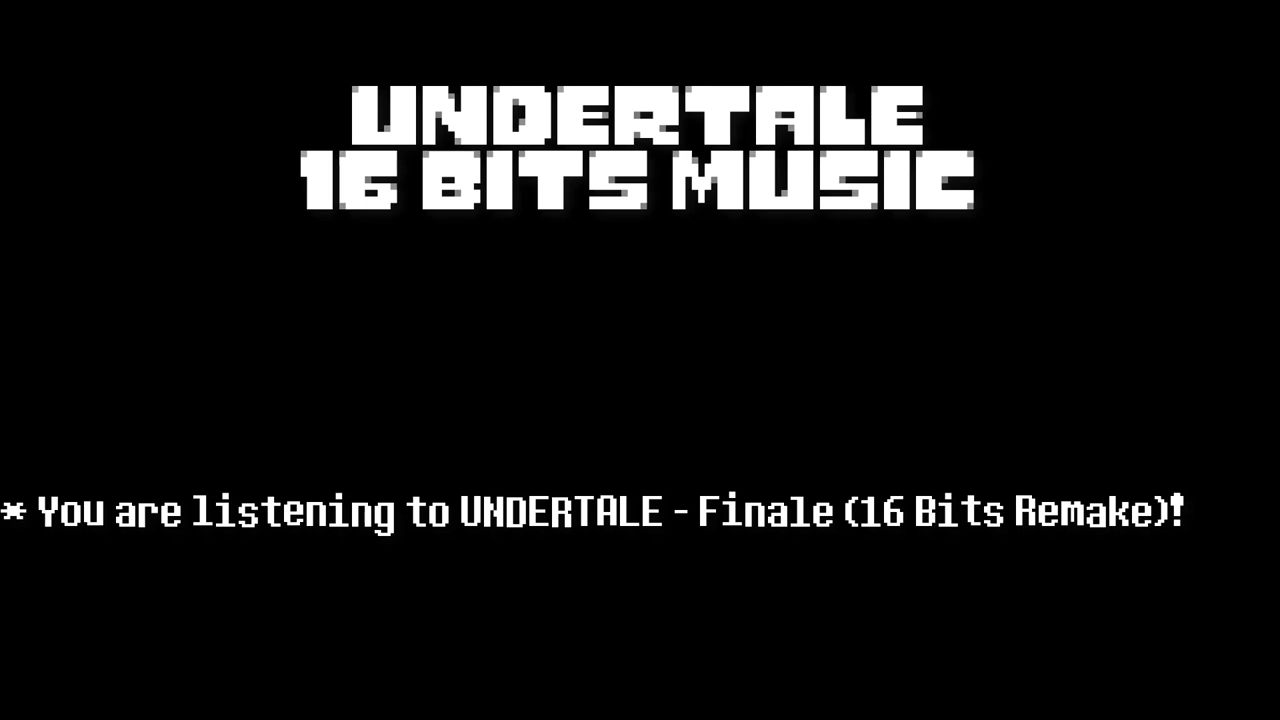 UNDERTALE
16 BITS MUSIC
* You are listening to UNDERTALE - Finale (16 Bits Remake)!